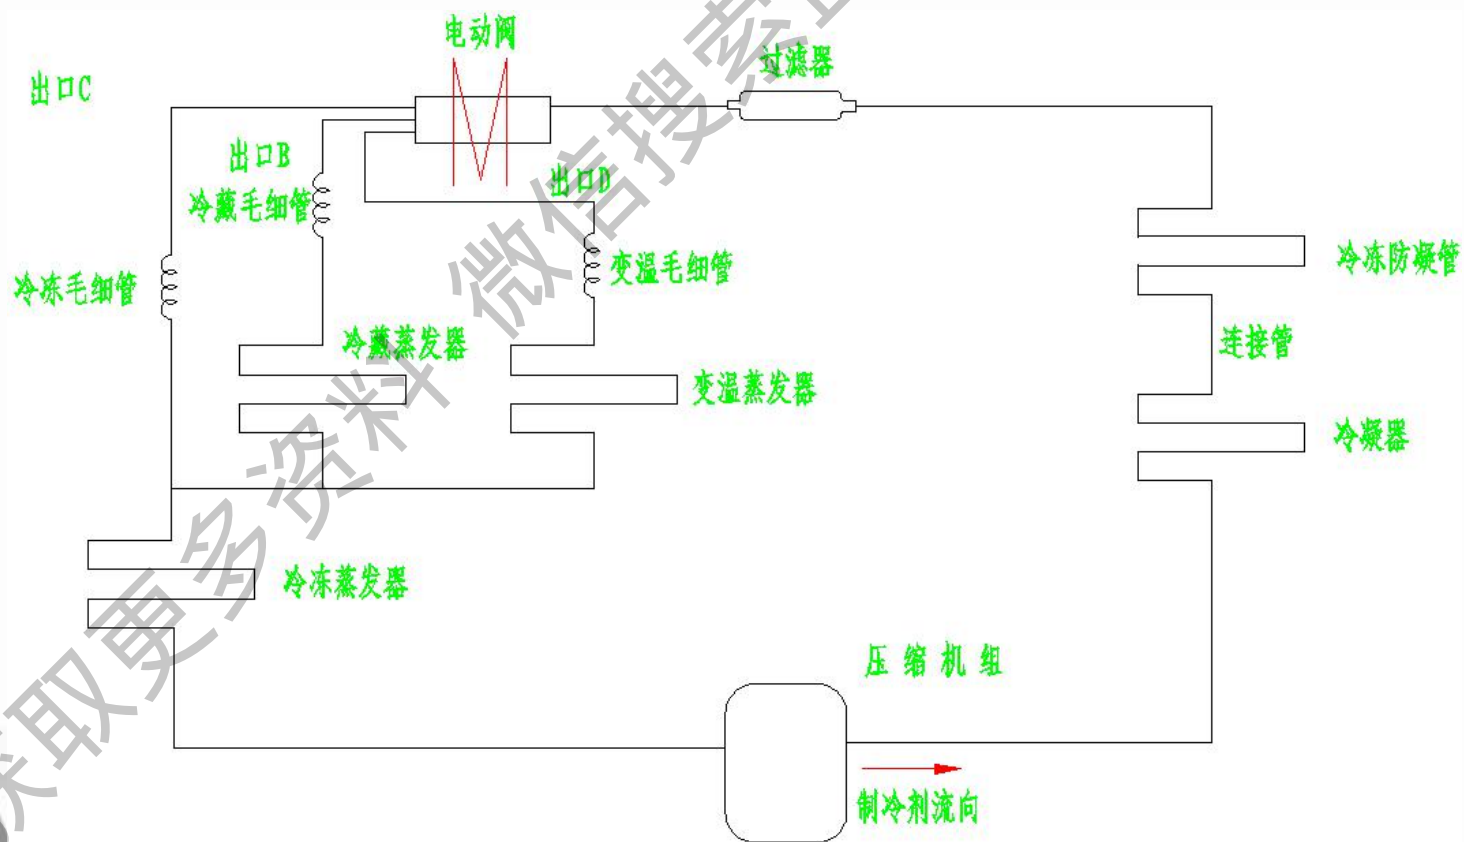 电动阀
过滤器
出口C
出口B
出口D
冷藏毛细管
冷冻毛细管
变温毛细管
冷冻防凝管
连接管
冷藏蒸发器
变温蒸发器
冷凝器
冷冻蒸发器
压缩机组
制冷剂流向
获取更多资料 微信搜索